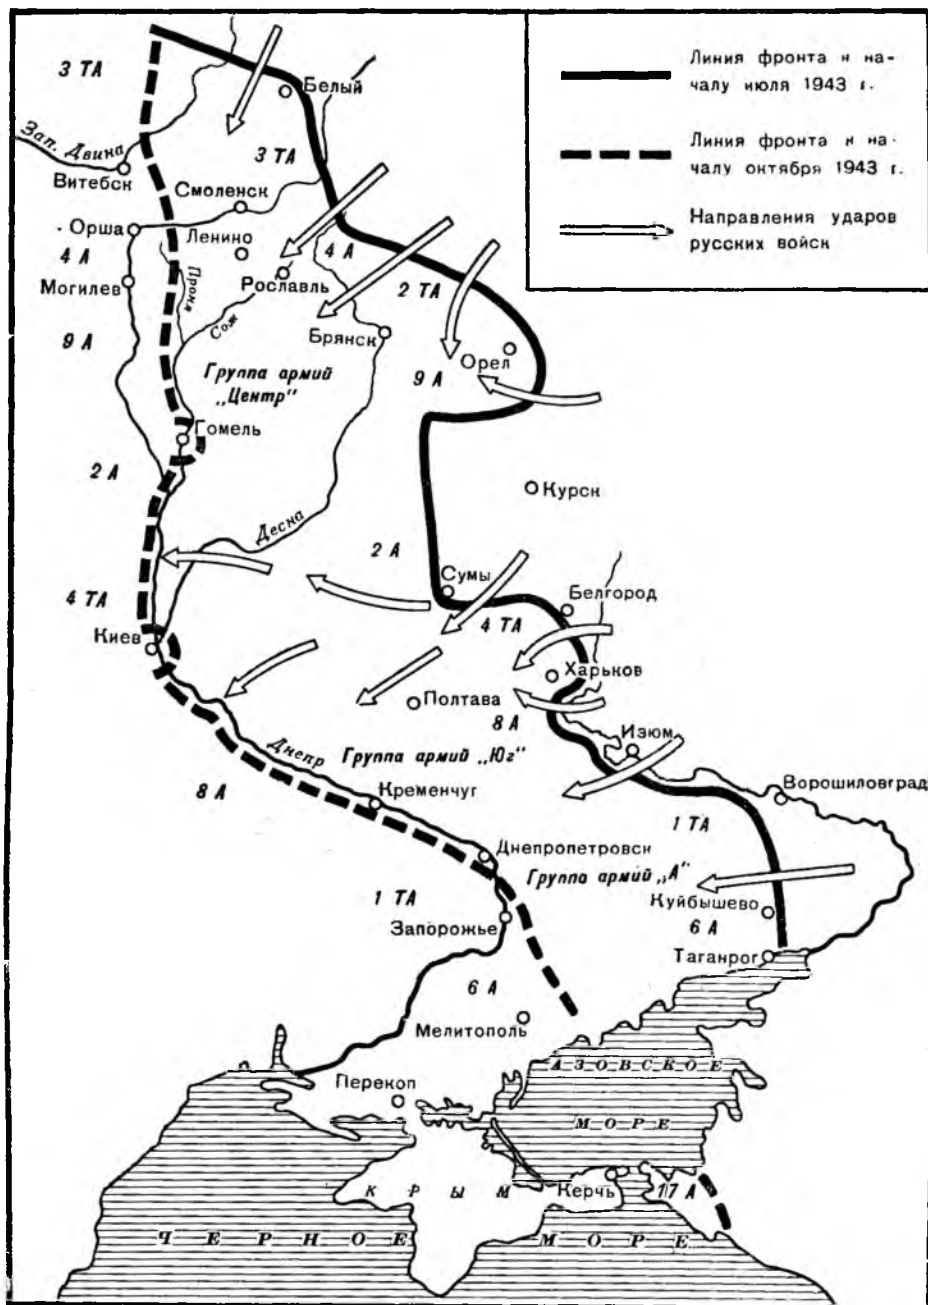 Линия фронта к на-
чалу июля 1943 г.
Линия фронта к на-
чалу октября 1943 г.
Направления ударов
русских войск
3 ТА
Белый
Зап. Двина
3 ТА
Витебск
Смоленск
Орша
Ленино
4 А
4 А
Могилев
Проня
Рославль
2 ТА
Сож
Брянск
9 А
Орел
Группа армий
„Центр"
9 А
Гомель
2 А
Курск
Десна
2 А
Сумы
Белгород
4 ТА
4 ТА
Киев
Харьков
Полтава
8 А
Изюм
Днепр
Группа армий „Юг"
Ворошиловград
8 А
Кременчуг
1 ТА
Днепропетровск
Группа армий „А"
1 ТА
Куйбышево
Запорожье
6 А
Таганрог
6 А
Мелитополь
АЗОВСКОЕ
Перекоп
МОРЕ
КРЫМ
Керчь
17 А
ЧЕРНОЕ
МОРЕ